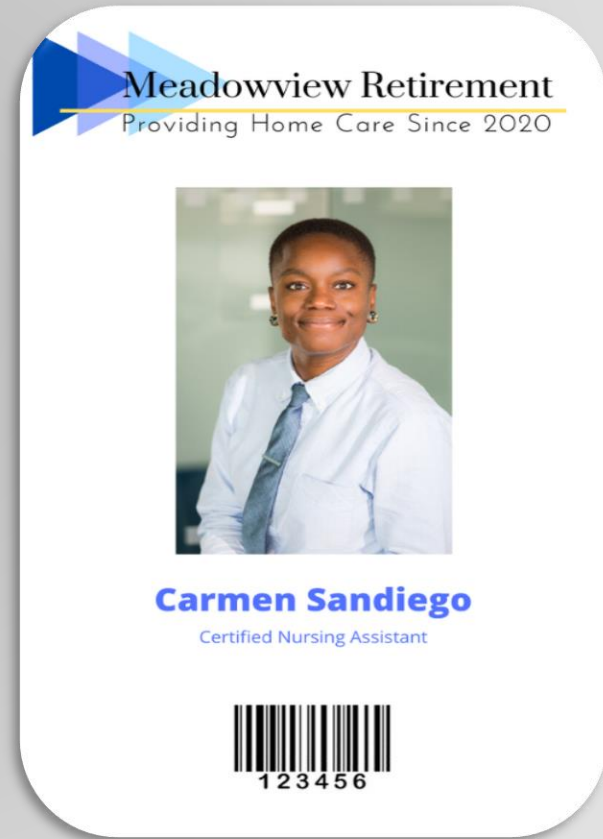 Meadowview Retirement
Providing Home Care Since 2020
Carmen Sandiego
Certified Nursing Assistant
123456